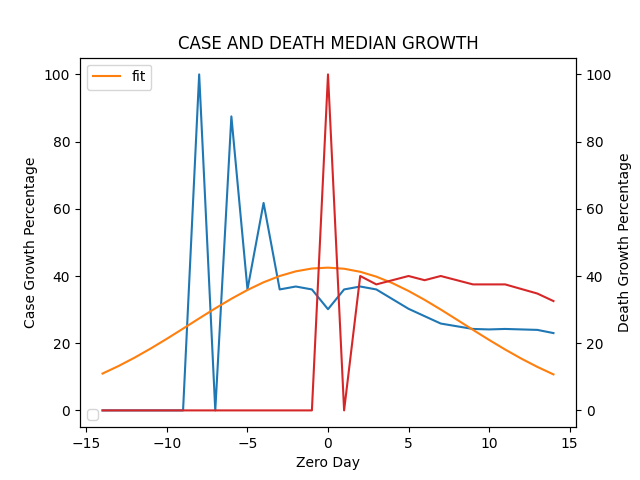 CASE AND DEATH MEDIAN GROWTH
fit
100
80
60
40
20
0
Case Growth Percentage
100
80
60
40
20
0
Death Growth Percentage
−15 −10 −5 0 5 10 15
Zero Day